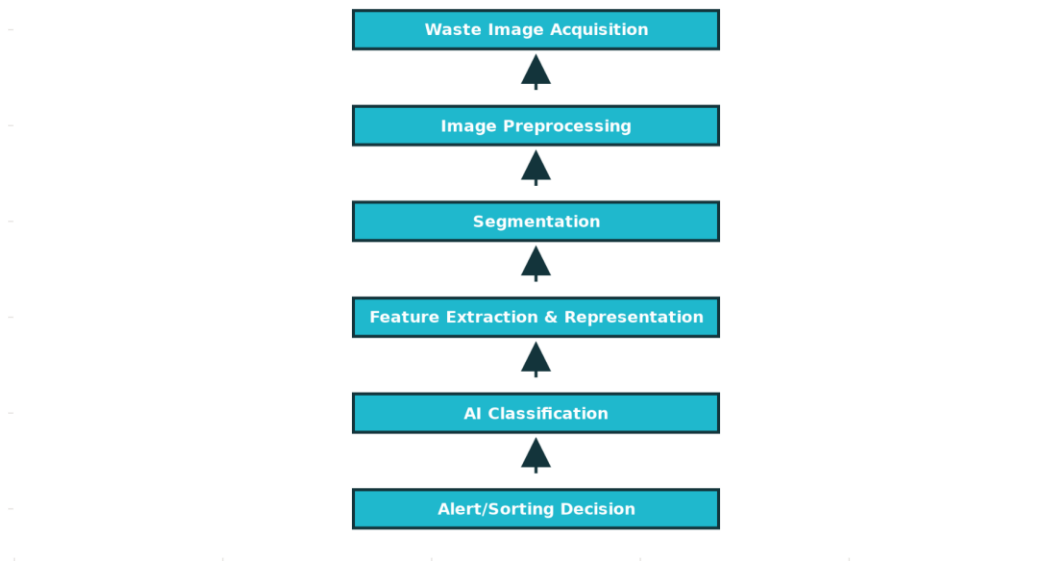 Waste Image Acquisition
Image Preprocessing
Segmentation
Feature Extraction & Representation
AI Classification
Alert/Sorting Decision